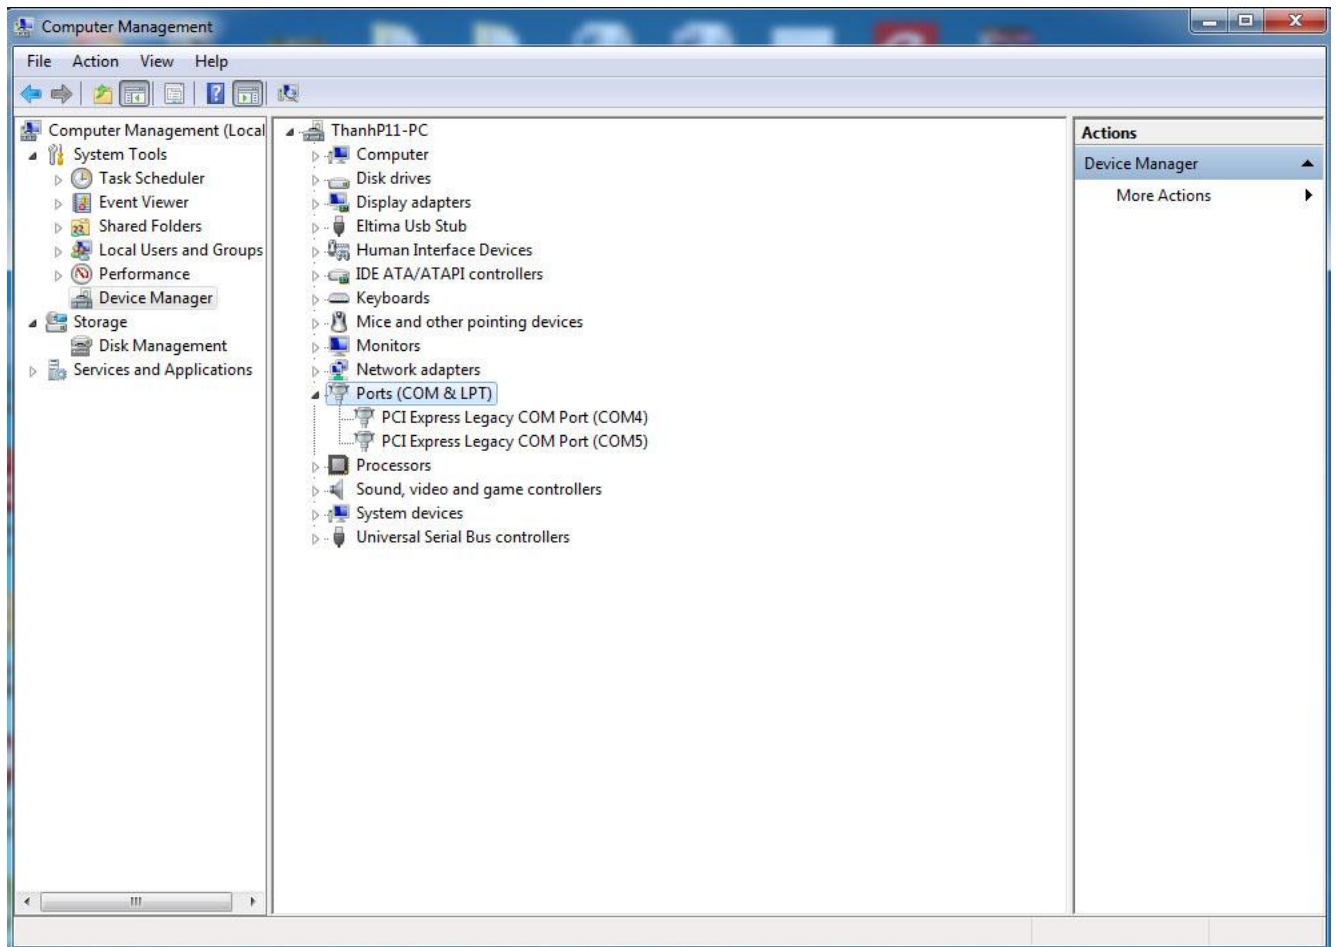 Computer Management
File Action View Help
Computer Management (Local
System Tools
Task Scheduler
Event Viewer
Shared Folders
Local Users and Groups
Performance
Device Manager
Storage
Disk Management
Services and Applications
ThanhP11-PC
Computer
Disk drives
Display adapters
Eltima Usb Stub
Human Interface Devices
IDE ATA/ATAPI controllers
Keyboards
Mice and other pointing devices
Monitors
Network adapters
Ports (COM & LPT)
PCI Express Legacy COM Port (COM4)
PCI Express Legacy COM Port (COM5)
Processors
Sound, video and game controllers
System devices
Universal Serial Bus controllers
Actions
Device Manager
More Actions